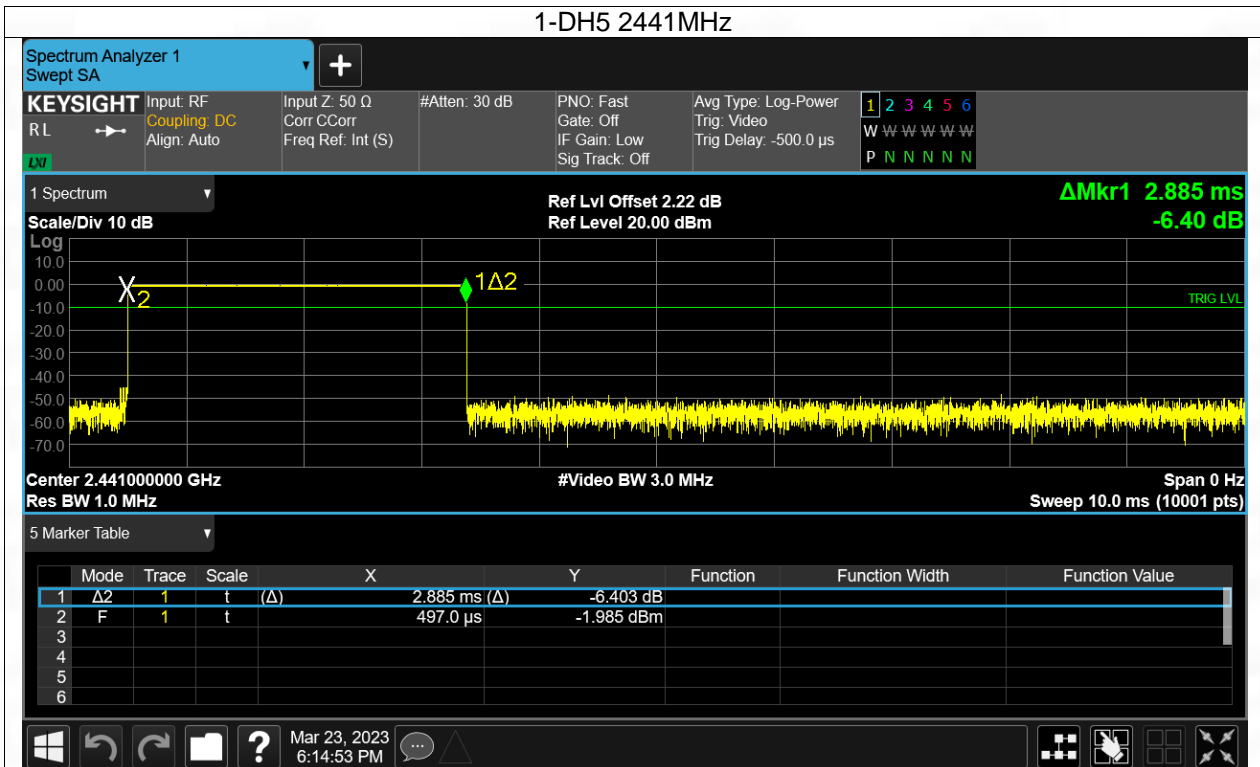 1-DH5 2441MHz
Spectrum Analyzer 1
Swept SA
KEYSIGHT Input: RF Input Z: 50 Ω #Atten: 30 dB PNO: Fast Avg Type: Log-Power 1 2 3 4 5 6
RL Coupling: DC Corr CCorr Gate: Off Trig: Video W W W W W W
Align: Auto Freq Ref: Int (S) IF Gain: Low Trig Delay: -500.0 µs
LXI Sig Track: Off P N N N N N
1 Spectrum Ref Lvl Offset 2.22 dB ΔMkr1 2.885 ms
Scale/Div 10 dB Ref Level 20.00 dBm -6.40 dB
Log
10.0
0.00 2 1Δ2
-10.0 TRIG LVL
-20.0
-30.0
-40.0
-50.0
-60.0
-70.0
Center 2.441000000 GHz #Video BW 3.0 MHz Span 0 Hz
Res BW 1.0 MHz Sweep 10.0 ms (10001 pts)
5 Marker Table
Mode Trace Scale X Y Function Function Width Function Value
1 Δ2 1 t (Δ) 2.885 ms (Δ) -6.403 dB
2 F 1 t 497.0 µs -1.985 dBm
3
4
5
6
? Mar 23, 2023
6:14:53 PM